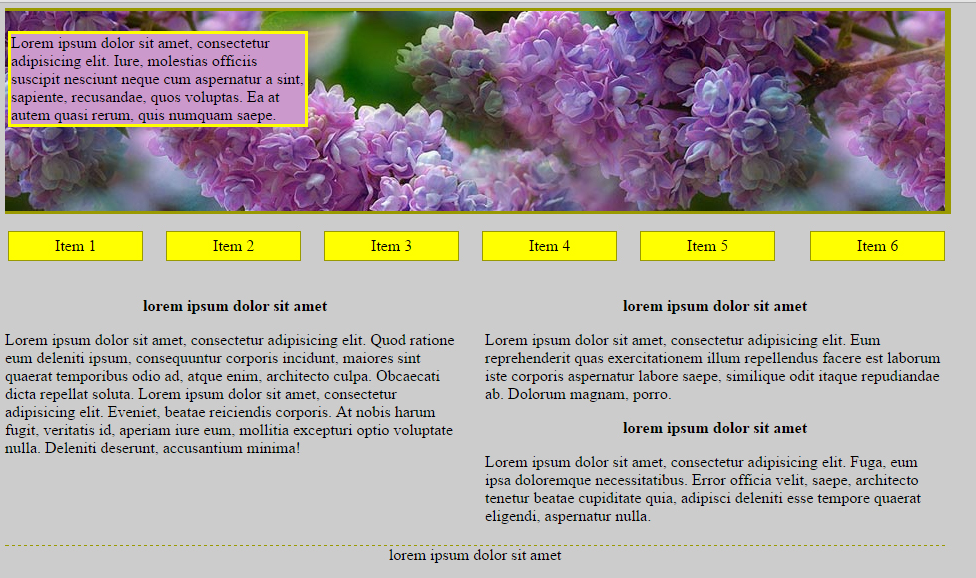 Lorem ipsum dolor sit amet, consectetur
adipisicing elit. Iure, molestias officiis
suscipit nesciunt neque cum aspernatur a sint,
sapiente, recusandae, quos voluptas. Ea at
autem quasi rerum, quis numquam saepe.
Item 1
Item 2
Item 3
Item 4
Item 5
Item 6
lorem ipsum dolor sit amet
Lorem ipsum dolor sit amet, consectetur adipisicing elit. Quod ratione
eum deleniti ipsum, consequuntur corporis incidunt, maiores sint
quaerat temporibus odio ad, atque enim, architecto culpa. Obcaecati
dicta repellat soluta. Lorem ipsum dolor sit amet, consectetur
adipisicing elit. Eveniet, beatae reiciendis corporis. At nobis harum
fugit, veritatis id, aperiam iure eum, mollitia excepturi optio voluptate
nulla. Deleniti deserunt, accusantium minima!
lorem ipsum dolor sit amet
Lorem ipsum dolor sit amet, consectetur adipisicing elit. Eum
reprehenderit quas exercitationem illum repellendus facere est laborum
iste corporis aspernatur labore saepe, similique odit itaque repudiandae
ab. Dolorum magnam, porro.
lorem ipsum dolor sit amet
Lorem ipsum dolor sit amet, consectetur adipisicing elit. Fuga, eum
ipsa doloremque necessitatibus. Error officia velit, saepe, architecto
tenetur beatae cupiditate quia, adipisci deleniti esse tempore quaerat
eligendi, aspernatur nulla.
lorem ipsum dolor sit amet